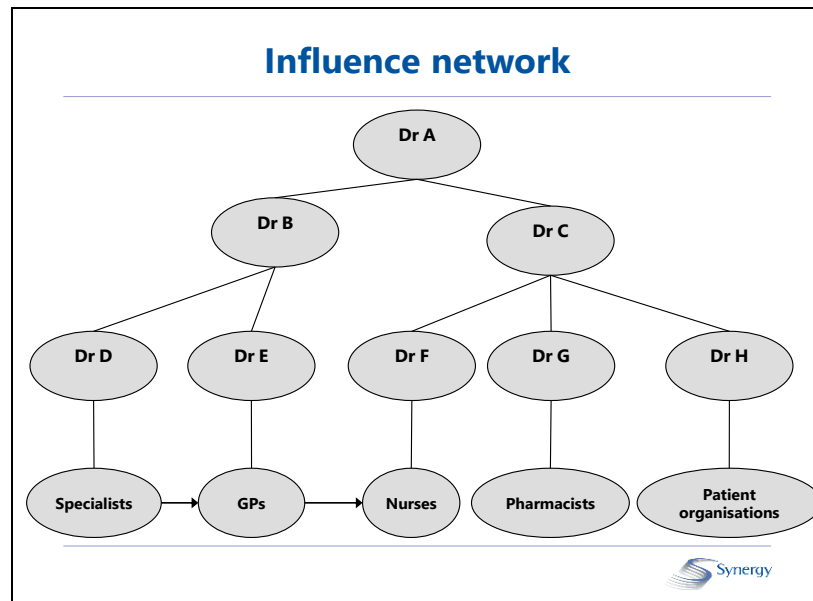 Influence network
Dr A
Dr B
Dr C
Dr D
Dr E
Dr F
Dr G
Dr H
Specialists
GPs
Nurses
Pharmacists
Patient
organisations
Synergy